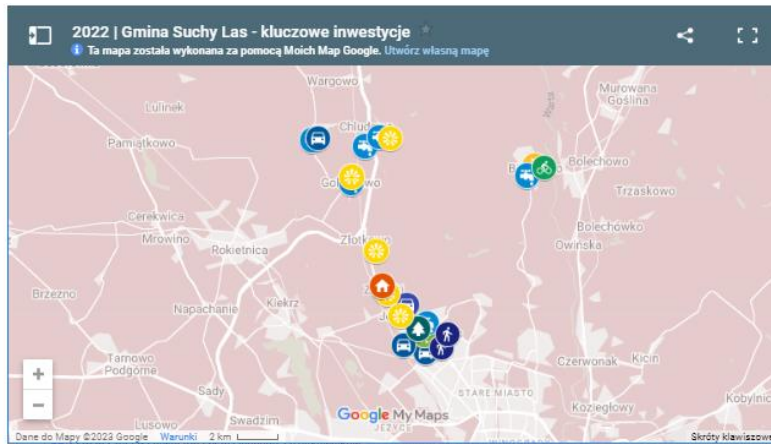 2022 | Gmina Suchy Las - kluczowe inwestycje
Ta mapa została wykonana za pomocą Moich Map Google. Utwórz własną mapę
Wargowo
Murowana
Goślina
Lulinek
Warta
Pamiątkowo
Bolechowo
Trzaskowo
Cerekwica
Bolechówko
Mrowino
Rokietnica
Złotkowo
Owińska
Brzezno
Napachanie
Kiekrz
Tarnowo
Podgórne
Czerwonak
Kicin
Sady
STARE MIASTO
Koziegłowy
Kobylnic
Lusowo
Swadzim
Google My Maps
JEŻYCE
Dane do Mapy ©2023 Google
Warunki
2 km
Skróty klawiszowe